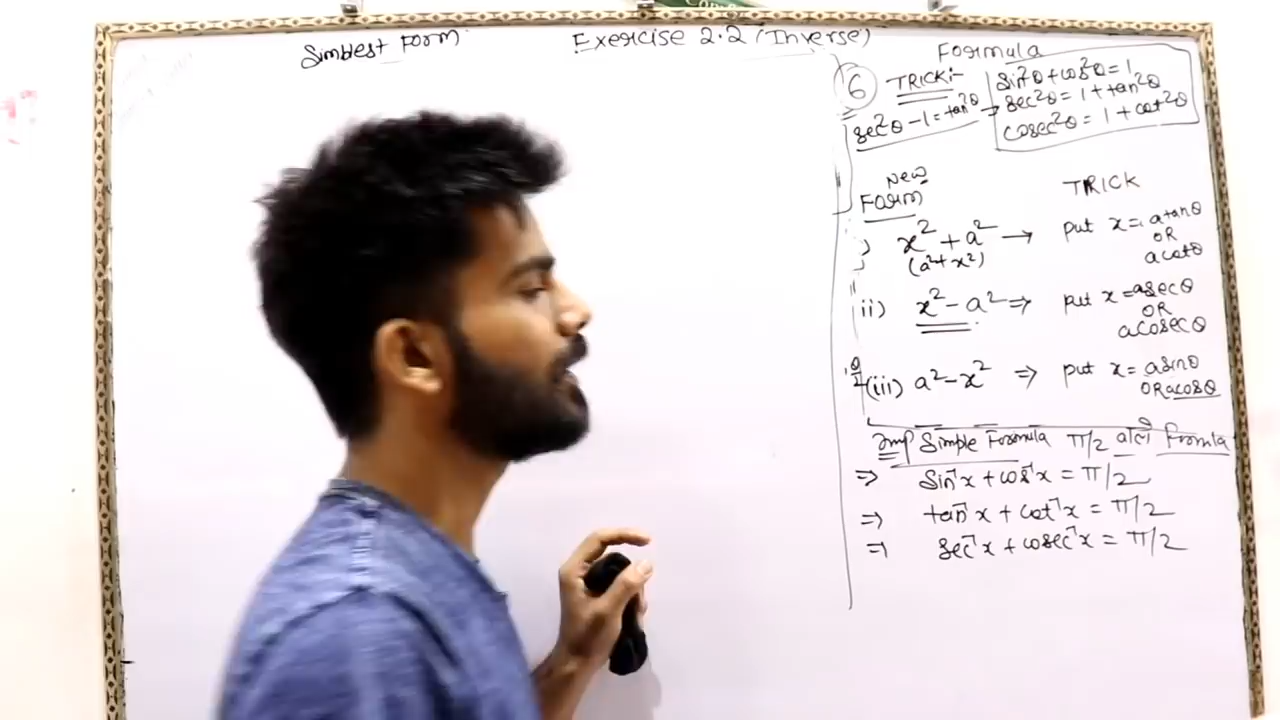 Simblest Form
Exercise 2.2 (Inverse)
Formula
6 TRICK:-
sin²θ + cos²θ = 1
sec²θ = 1 + tan²θ
cosec²θ = 1 + cot²θ
sec²θ - 1 = tan²θ →
New
Form
TRICK
i) x² + a² → put x = a tanθ
(a² + x²)
OR
a cotθ
ii) x² - a² ⇒ put x = a secθ
OR
a cosecθ
(iii) a² - x² ⇒ put x = a sinθ
OR a cosθ
Imp Simple Formula π/2 वाला Fromula
⇒ sin⁻¹x + cos⁻¹x = π/2
⇒ tan⁻¹x + cot⁻¹x = π/2
⇒ sec⁻¹x + cosec⁻¹x = π/2